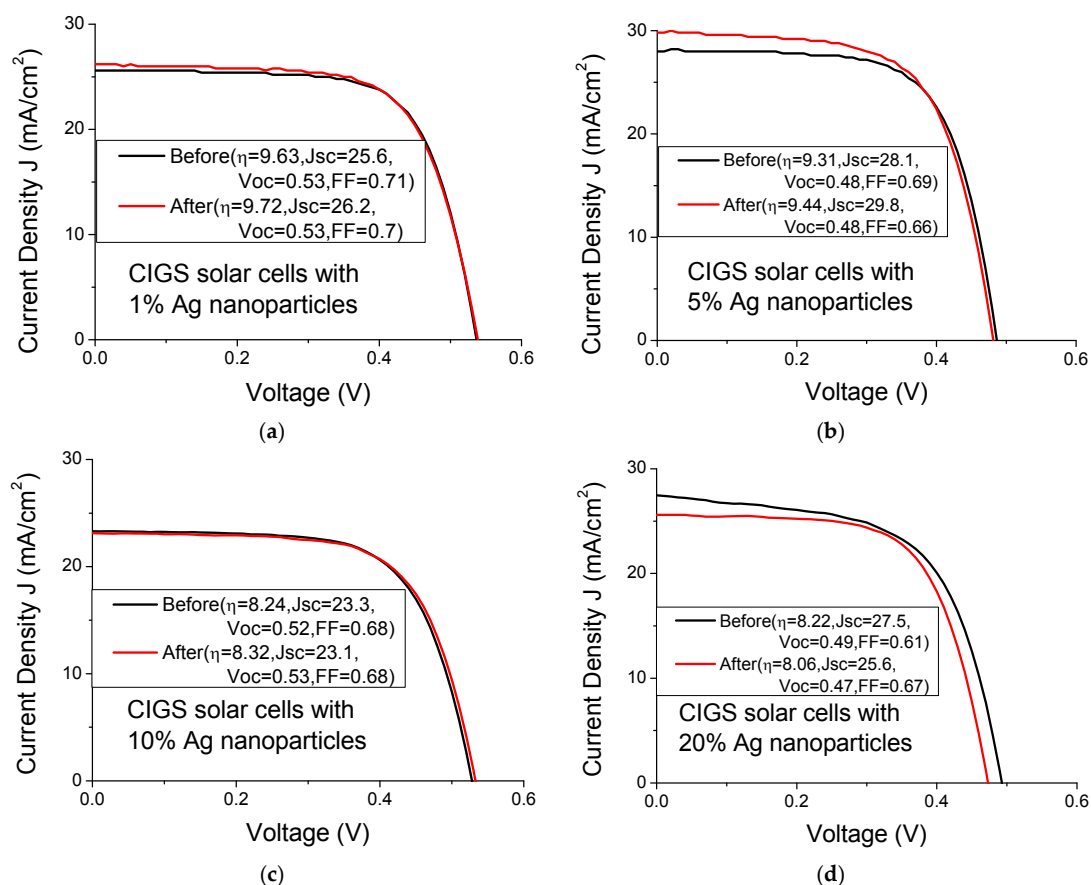 30
20
10
0
Current Density J (mA/cm²)
Before(η=9.63,Jsc=25.6,
Voc=0.53,FF=0.71)
After(η=9.72,Jsc=26.2,
Voc=0.53,FF=0.7)
CIGS solar cells with
1% Ag nanoparticles
0.0 0.2 0.4 0.6
Voltage (V)
(a)
30
20
10
0
Current Density J (mA/cm²)
Before(η=9.31,Jsc=28.1,
Voc=0.48,FF=0.69)
After(η=9.44,Jsc=29.8,
Voc=0.48,FF=0.66)
CIGS solar cells with
5% Ag nanoparticles
0.0 0.2 0.4 0.6
Voltage (V)
(b)
30
20
10
0
Current Density J (mA/cm²)
Before(η=8.24,Jsc=23.3,
Voc=0.52,FF=0.68)
After(η=8.32,Jsc=23.1,
Voc=0.53,FF=0.68)
CIGS solar cells with
10% Ag nanoparticles
0.0 0.2 0.4 0.6
Voltage (V)
(c)
30
20
10
0
Current Density J (mA/cm²)
Before(η=8.22,Jsc=27.5,
Voc=0.49,FF=0.61)
After(η=8.06,Jsc=25.6,
Voc=0.47,FF=0.67)
CIGS solar cells with
20% Ag nanoparticles
0.0 0.2 0.4 0.6
Voltage (V)
(d)